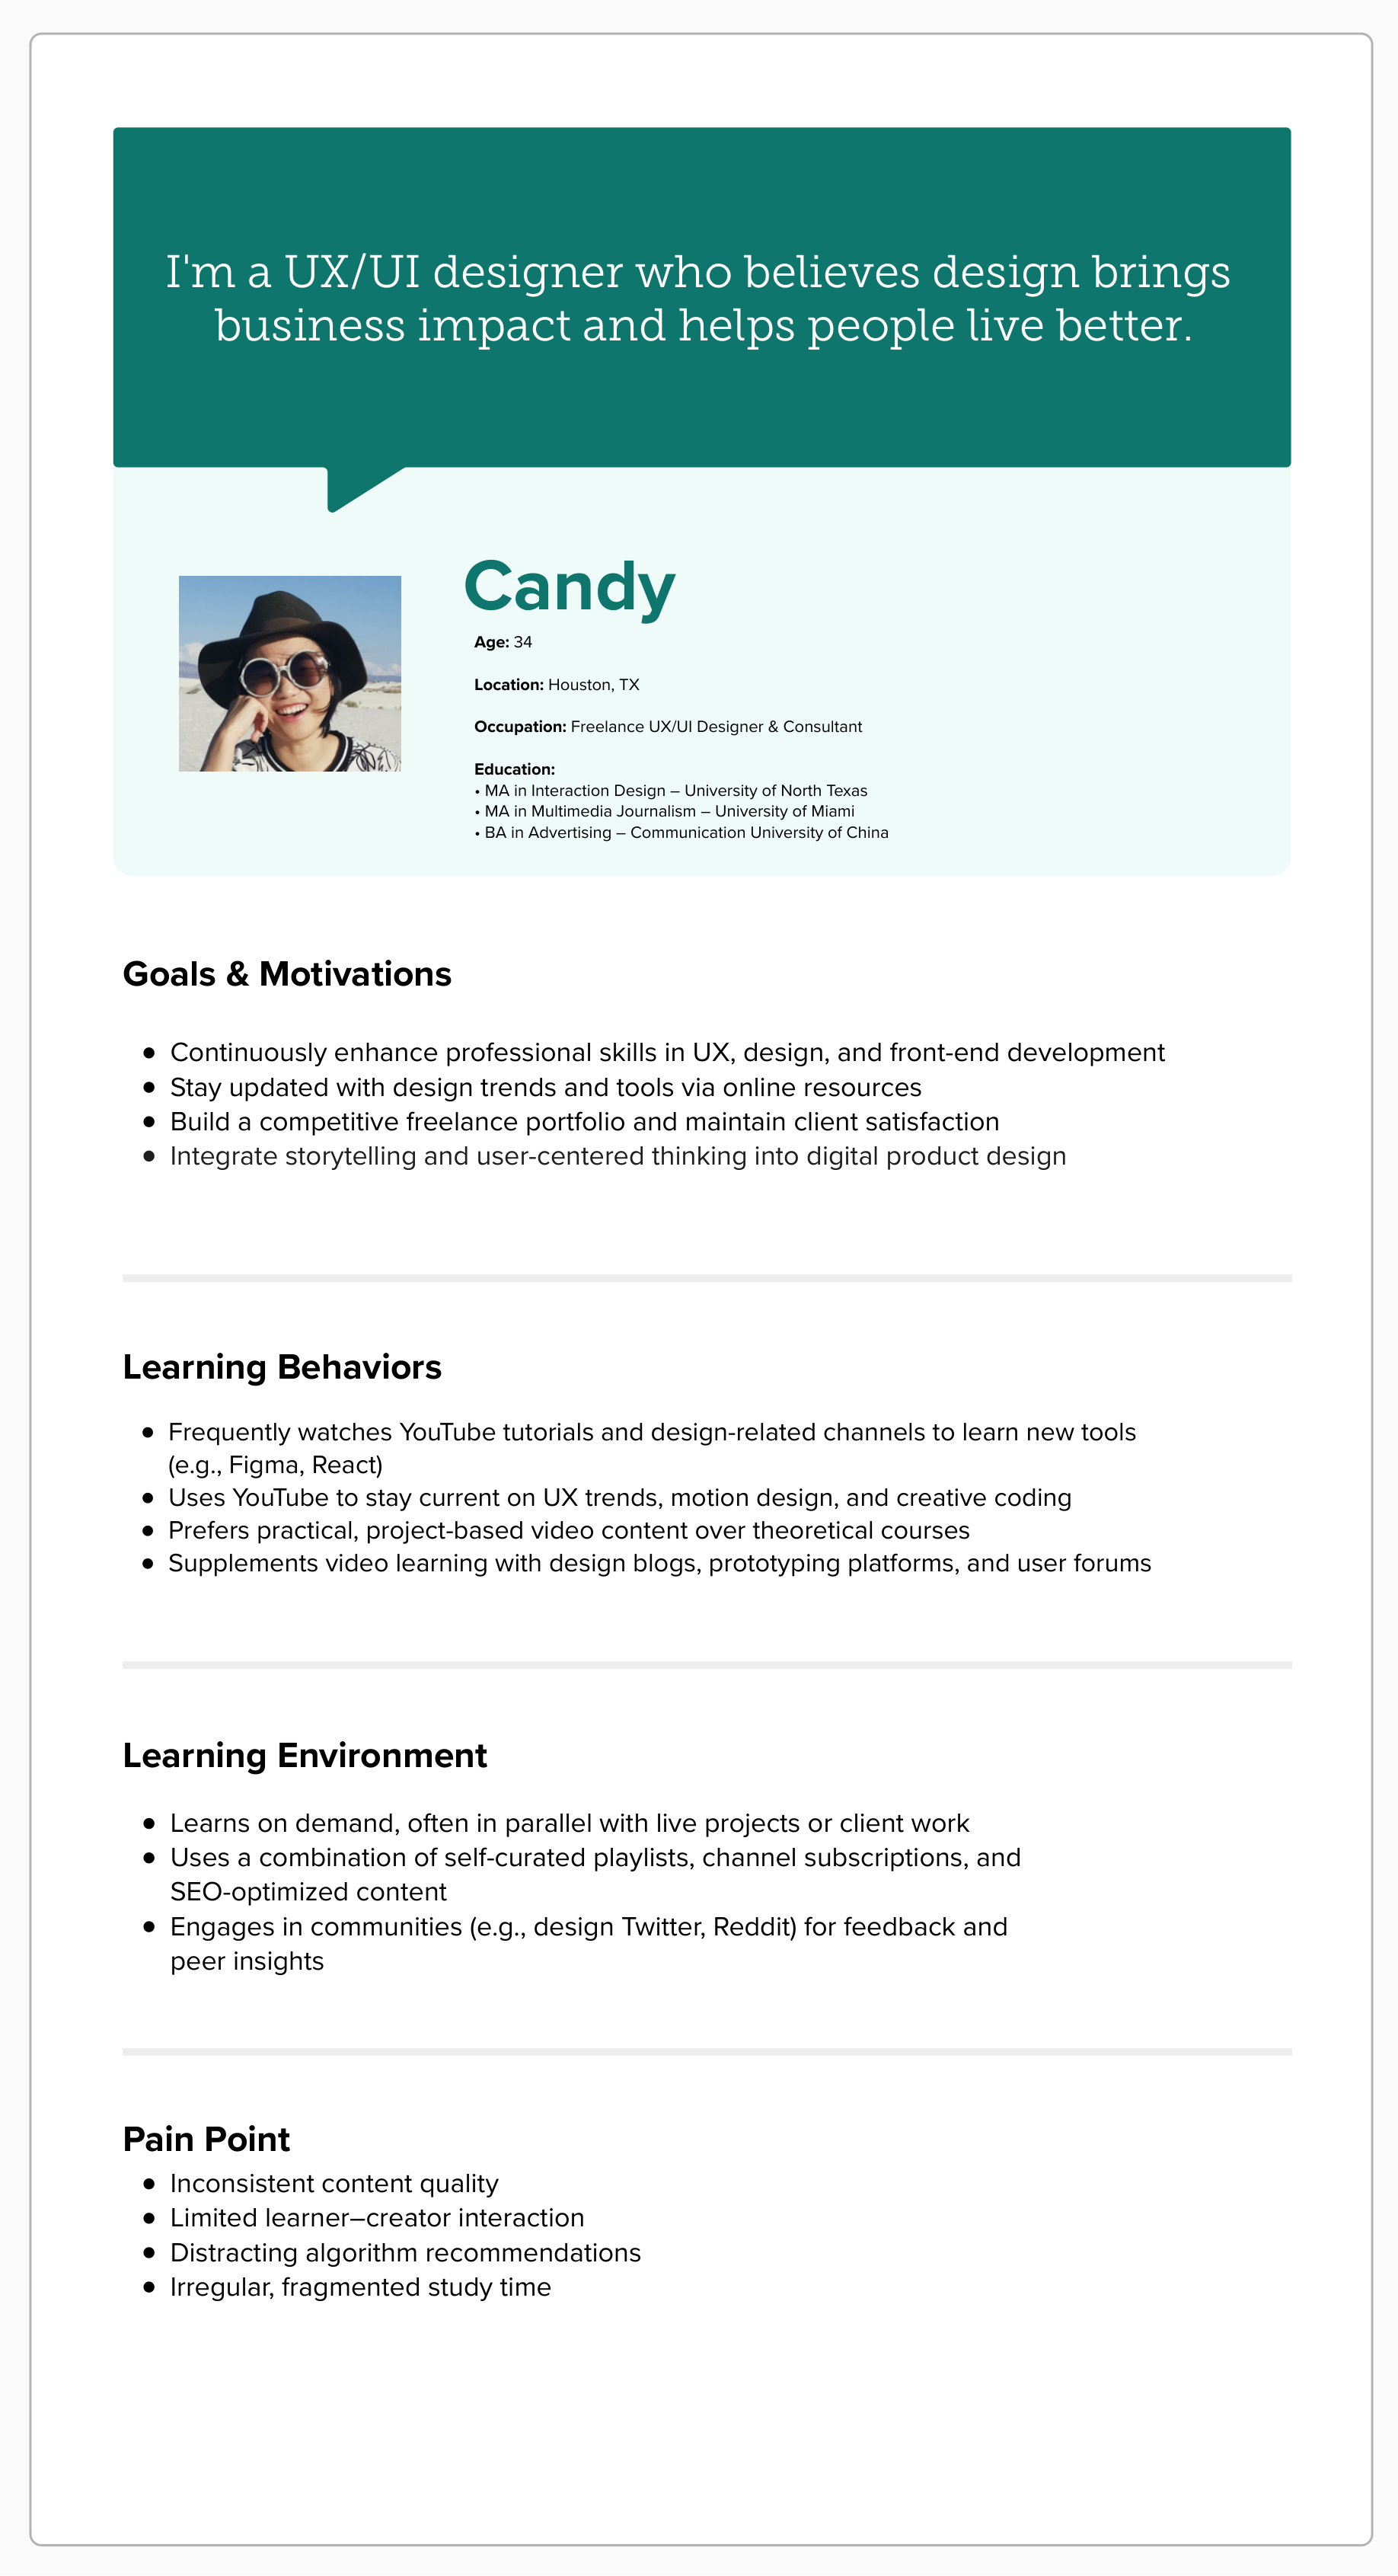 I'm a UX/UI designer who believes design brings
business impact and helps people live better.
Candy
Age: 34
Location: Houston, TX
Occupation: Freelance UX/UI Designer & Consultant
Education:
• MA in Interaction Design – University of North Texas
• MA in Multimedia Journalism – University of Miami
• BA in Advertising – Communication University of China
Goals & Motivations
● Continuously enhance professional skills in UX, design, and front-end development
● Stay updated with design trends and tools via online resources
● Build a competitive freelance portfolio and maintain client satisfaction
● Integrate storytelling and user-centered thinking into digital product design
Learning Behaviors
● Frequently watches YouTube tutorials and design-related channels to learn new tools
(e.g., Figma, React)
● Uses YouTube to stay current on UX trends, motion design, and creative coding
● Prefers practical, project-based video content over theoretical courses
● Supplements video learning with design blogs, prototyping platforms, and user forums
Learning Environment
● Learns on demand, often in parallel with live projects or client work
● Uses a combination of self-curated playlists, channel subscriptions, and
SEO-optimized content
● Engages in communities (e.g., design Twitter, Reddit) for feedback and
peer insights
Pain Point
● Inconsistent content quality
● Limited learner–creator interaction
● Distracting algorithm recommendations
● Irregular, fragmented study time